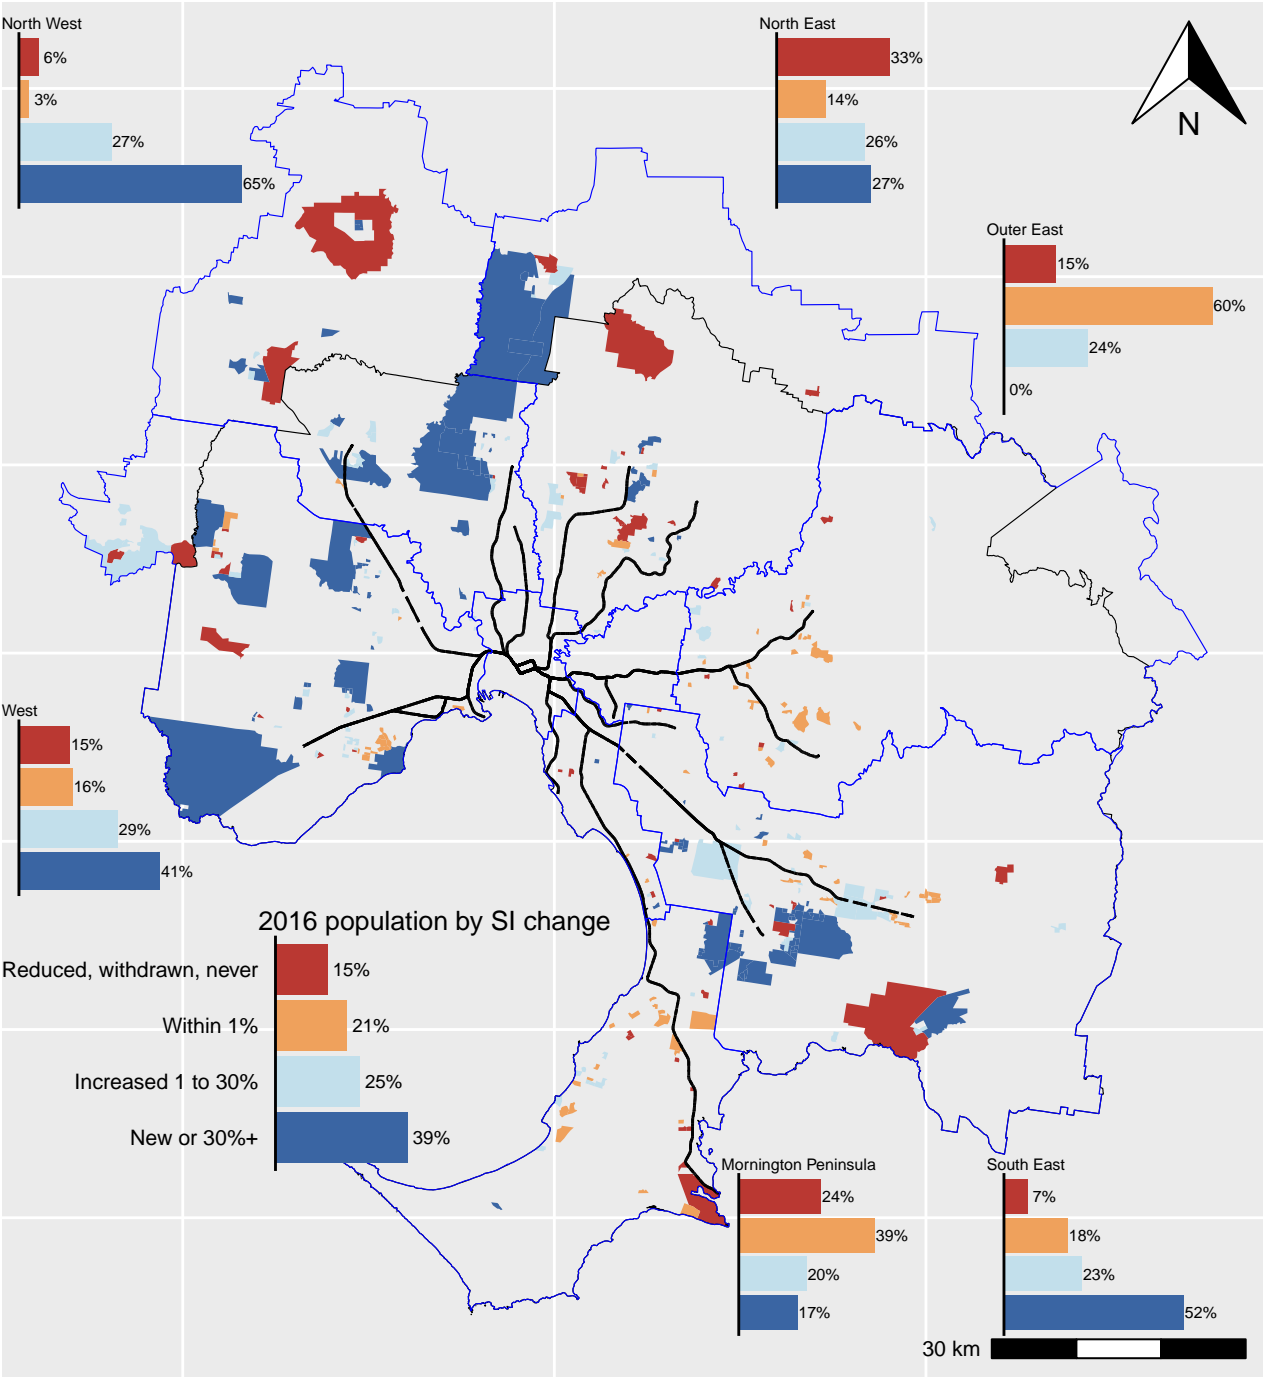 North West
6%
3%
27%
65%
North East
33%
14%
26%
27%
N
Outer East
15%
60%
24%
0%
West
15%
16%
29%
41%
2016 population by SI change
Reduced, withdrawn, never 15%
Within 1% 21%
Increased 1 to 30% 25%
New or 30%+ 39%
Mornington Peninsula
24%
39%
20%
17%
South East
7%
18%
23%
52%
30 km